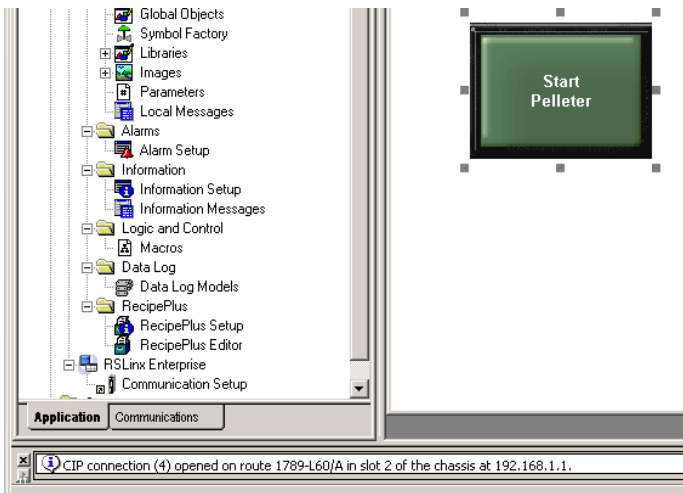 Global Objects
Symbol Factory
Libraries
Images
Parameters
Local Messages
Alarms
Alarm Setup
Information
Information Setup
Information Messages
Logic and Control
Macros
Data Log
Data Log Models
RecipePlus
RecipePlus Setup
RecipePlus Editor
RSLinx Enterprise
Communication Setup
Application
Communications
Start
Pelleter
CIP connection (4) opened on route 1789-L60/A in slot 2 of the chassis at 192.168.1.1.